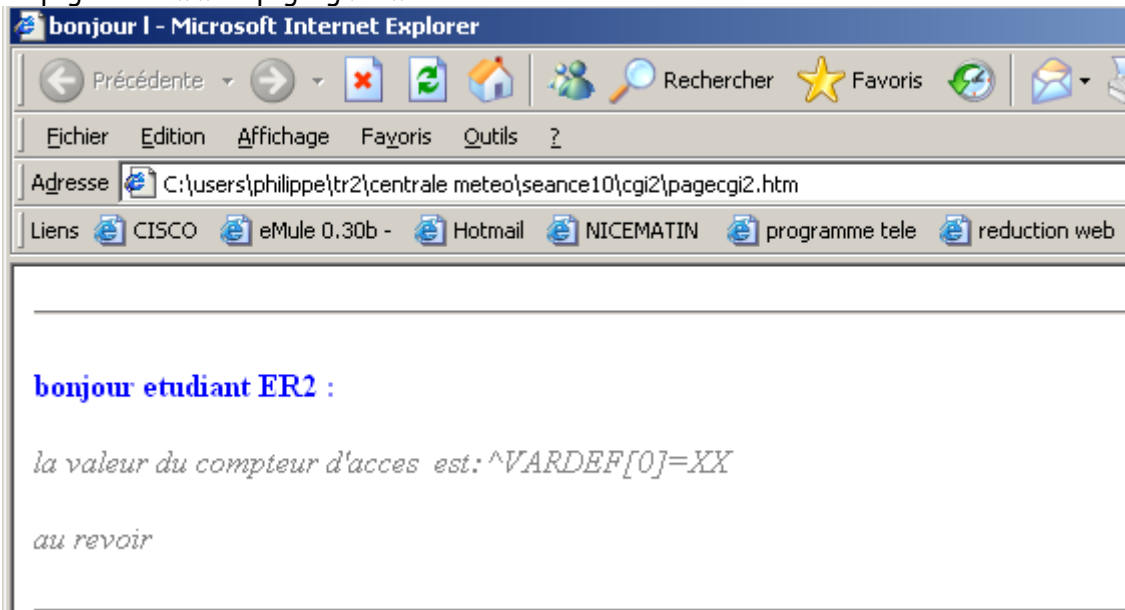 bonjour l - Microsoft Internet Explorer
Précédente Rechercher Favoris
Fichier Edition Affichage Favoris Outils ?
Adresse C:\users\philippe\tr2\centrale meteo\seance10\cgi2\pagecgi2.htm
Liens CISCO eMule 0.30b - Hotmail NICEMATIN programme tele reduction web
bonjour etudiant ER2 :
la valeur du compteur d'acces est: ^VARDEF[0]=XX
au revoir